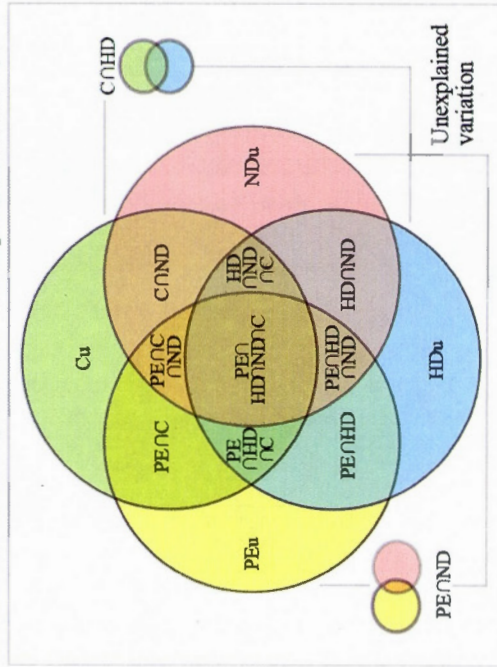 C∩HD
Cu
PE∩C
C∩ND
PE∩C
∩ND
PEu
PE
∩HD
∩C
PE∩
HD∩ND∩C
HD
∩ND
∩C
NDu
PE∩HD
∩ND
PE∩HD
HD∩ND
HDu
PE∩ND
Unexplained
variation